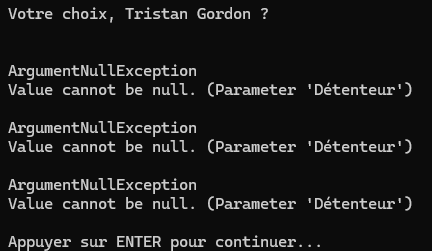 Votre choix, Tristan Gordon ?
ArgumentNullException
Value cannot be null. (Parameter 'Détenteur')
ArgumentNullException
Value cannot be null. (Parameter 'Détenteur')
ArgumentNullException
Value cannot be null. (Parameter 'Détenteur')
Appuyer sur ENTER pour continuer...